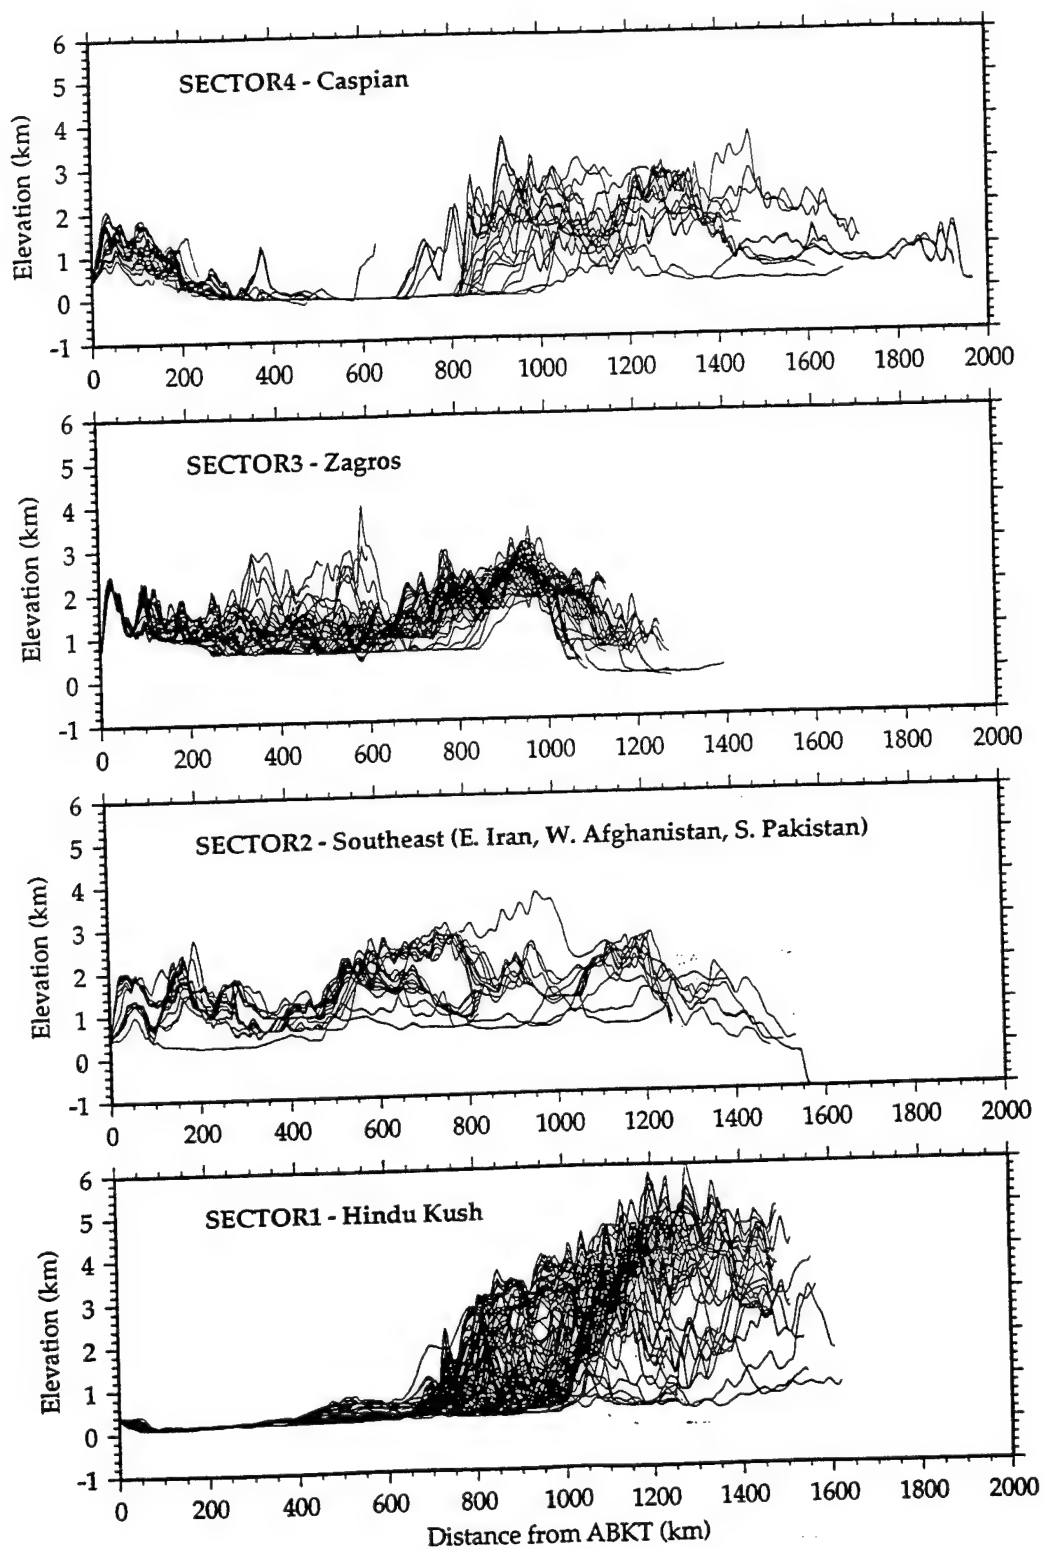 6
5
4
3
2
1
0
-1
Elevation (km)
SECTOR4 - Caspian
0 200 400 600 800 1000 1200 1400 1600 1800 2000
6
5
4
3
2
1
0
-1
Elevation (km)
SECTOR3 - Zagros
0 200 400 600 800 1000 1200 1400 1600 1800 2000
6
5
4
3
2
1
0
-1
Elevation (km)
SECTOR2 - Southeast (E. Iran, W. Afghanistan, S. Pakistan)
0 200 400 600 800 1000 1200 1400 1600 1800 2000
6
5
4
3
2
1
0
-1
Elevation (km)
SECTOR1 - Hindu Kush
0 200 400 600 800 1000 1200 1400 1600 1800 2000
Distance from ABKT (km)